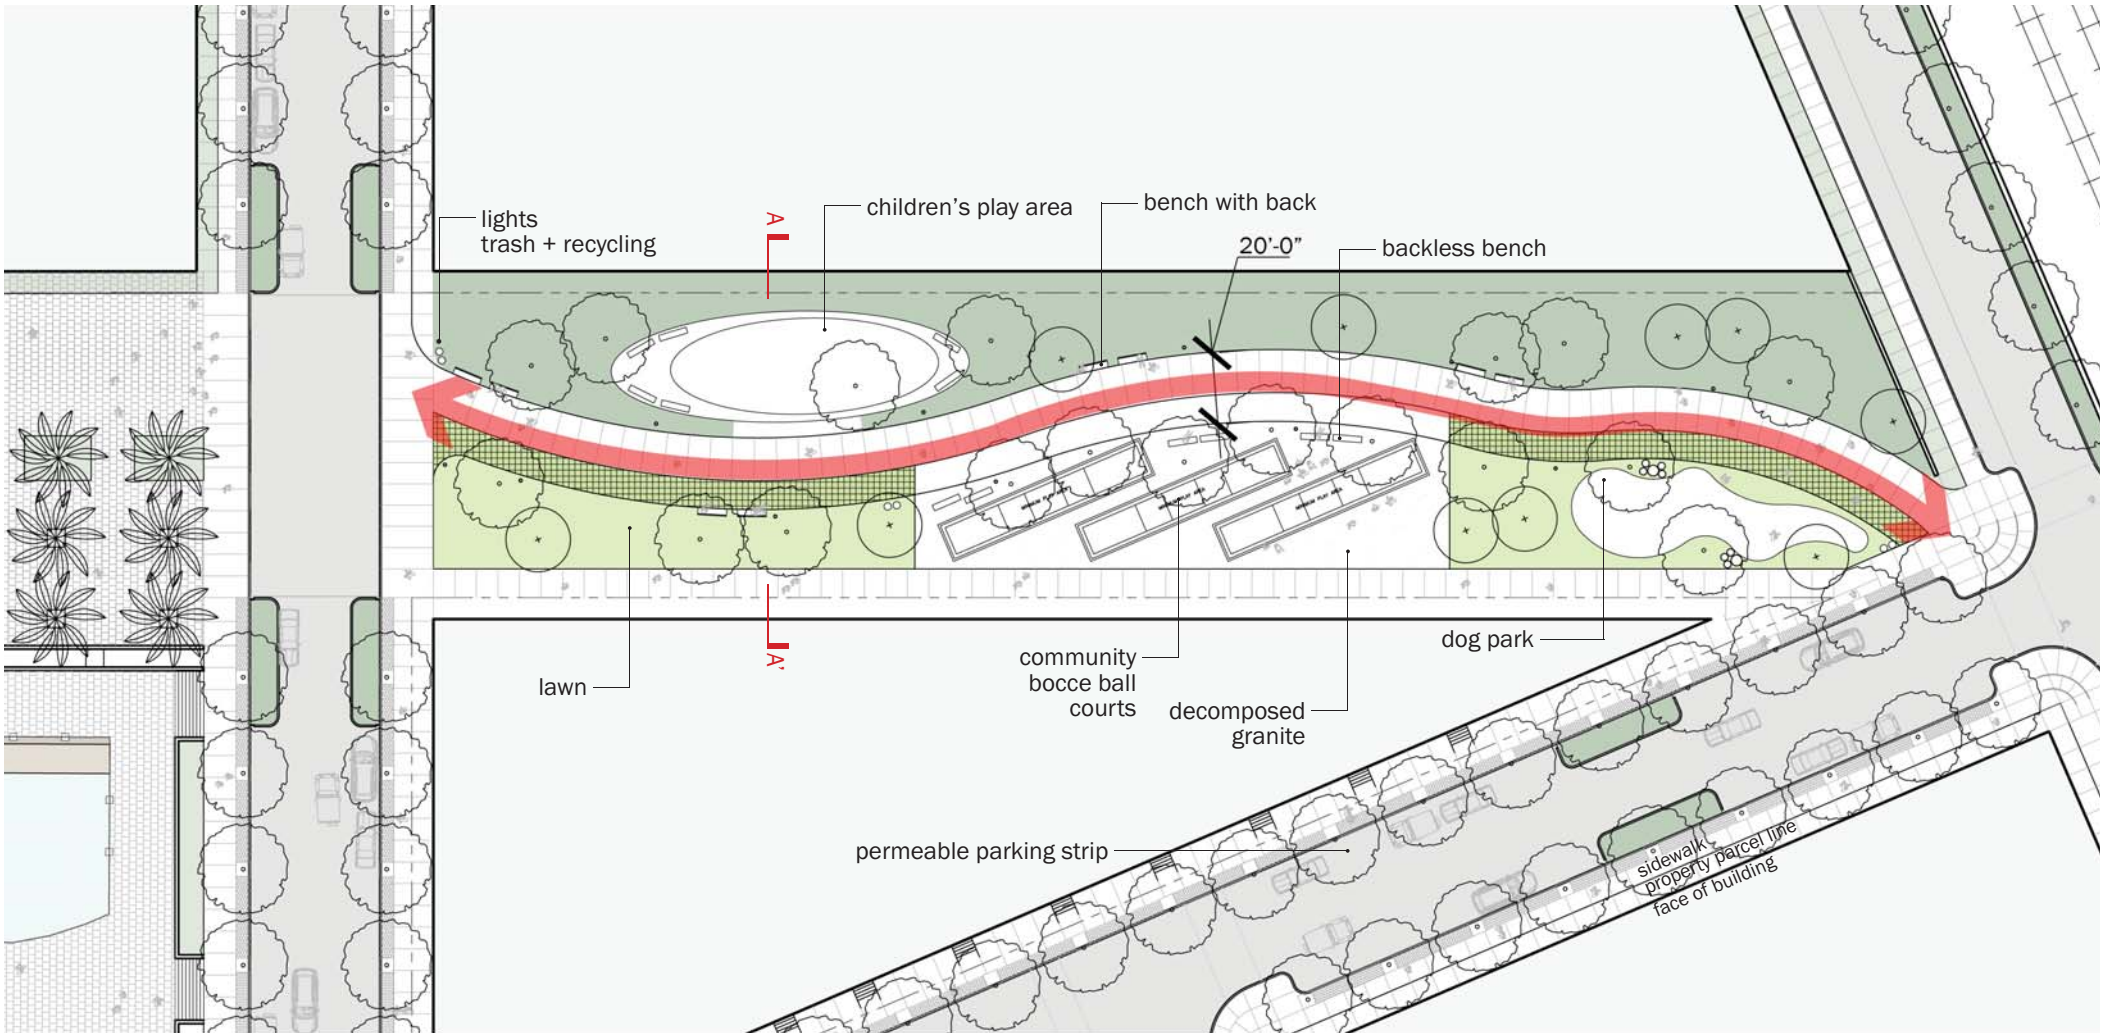 lights
trash + recycling
A
children's play area
bench with back
20'-0"
backless bench
A'
lawn
community
bocce ball
courts
decomposed
granite
dog park
permeable parking strip
sidewalk
property parcel line
face of building